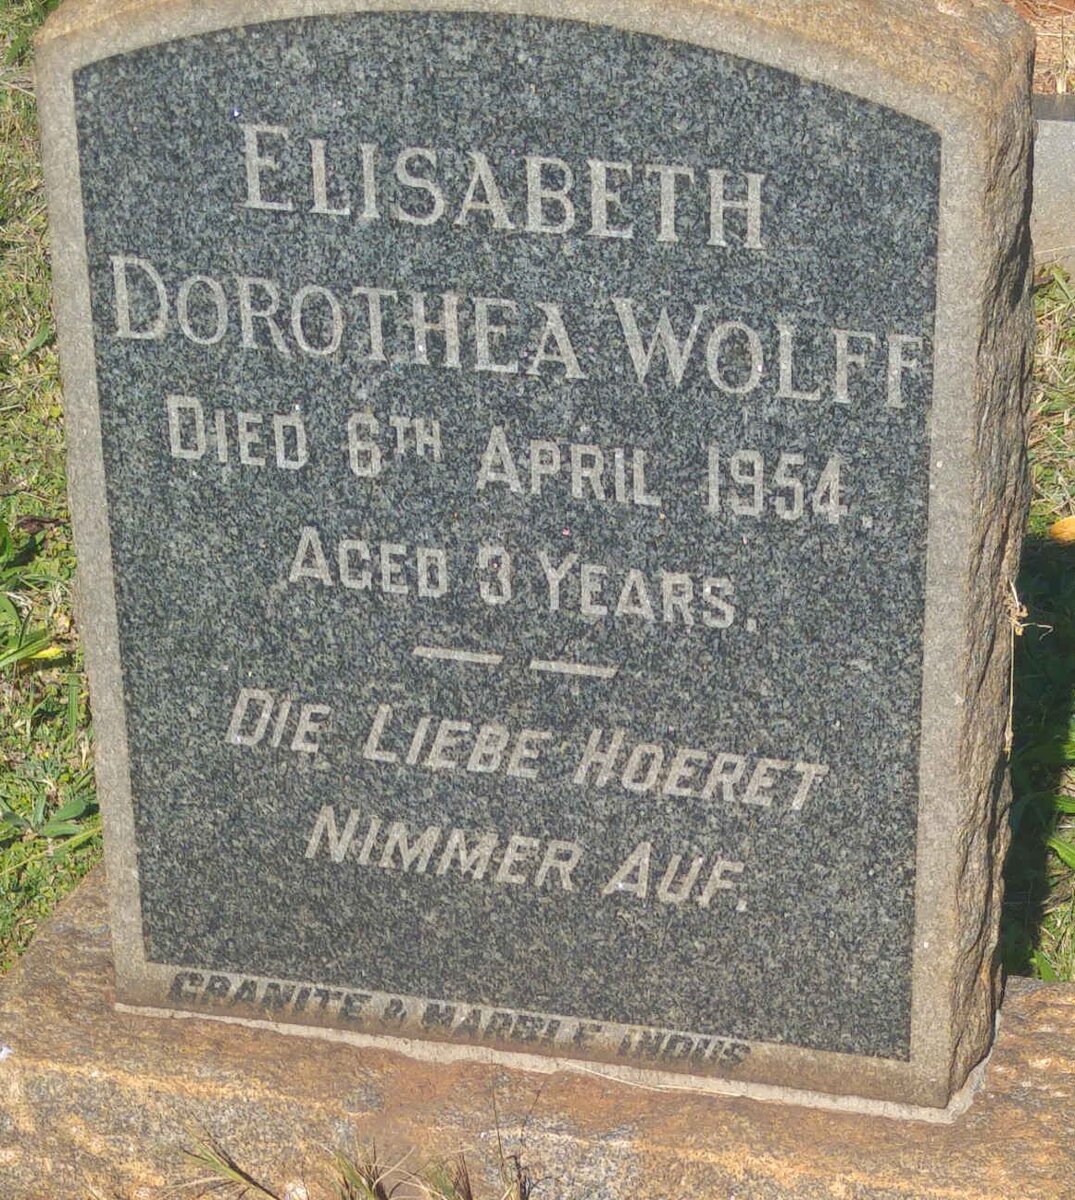 ELISABETH
DOROTHEA WOLFF
DIED 6TH APRIL 1954.
AGED 3 YEARS.
DIE LIEBE HOERET
NIMMER AUF.
GRANITE & MARBLE INDUS